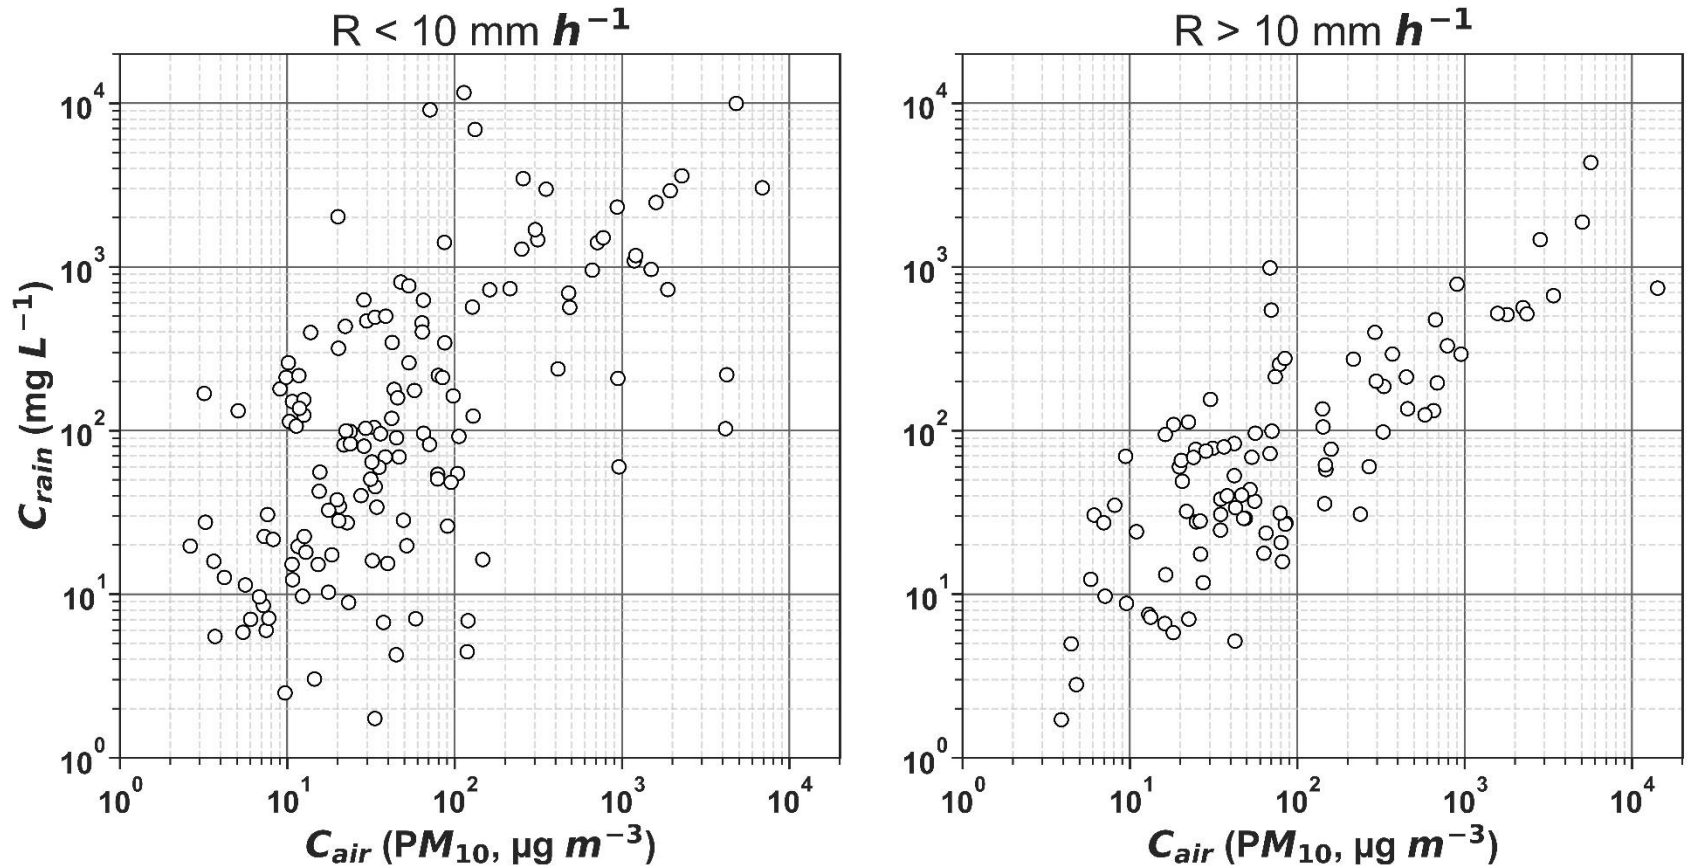 R < 10 mm h⁻¹
R > 10 mm h⁻¹
C_rain (mg L⁻¹)
10⁴
10³
10²
10¹
10⁰
10⁰ 10¹ 10² 10³ 10⁴
C_air (PM₁₀, µg m⁻³)
10⁴
10³
10²
10¹
10⁰
10⁰ 10¹ 10² 10³ 10⁴
C_air (PM₁₀, µg m⁻³)